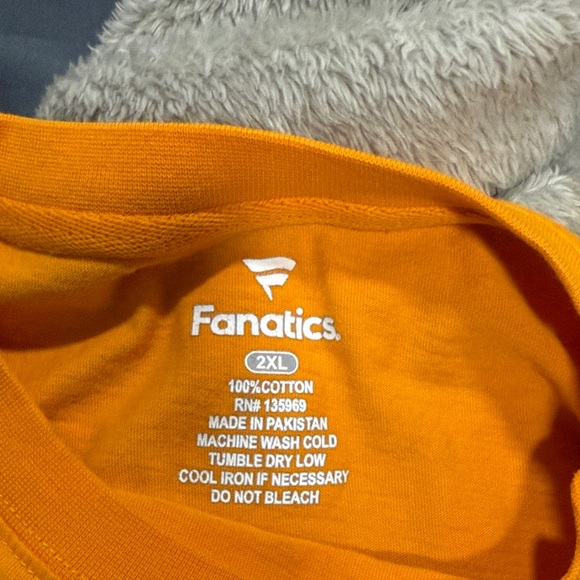 Fanatics.
2XL
100%COTTON
RN# 135969
MADE IN PAKISTAN
MACHINE WASH COLD
TUMBLE DRY LOW
COOL IRON IF NECESSARY
DO NOT BLEACH